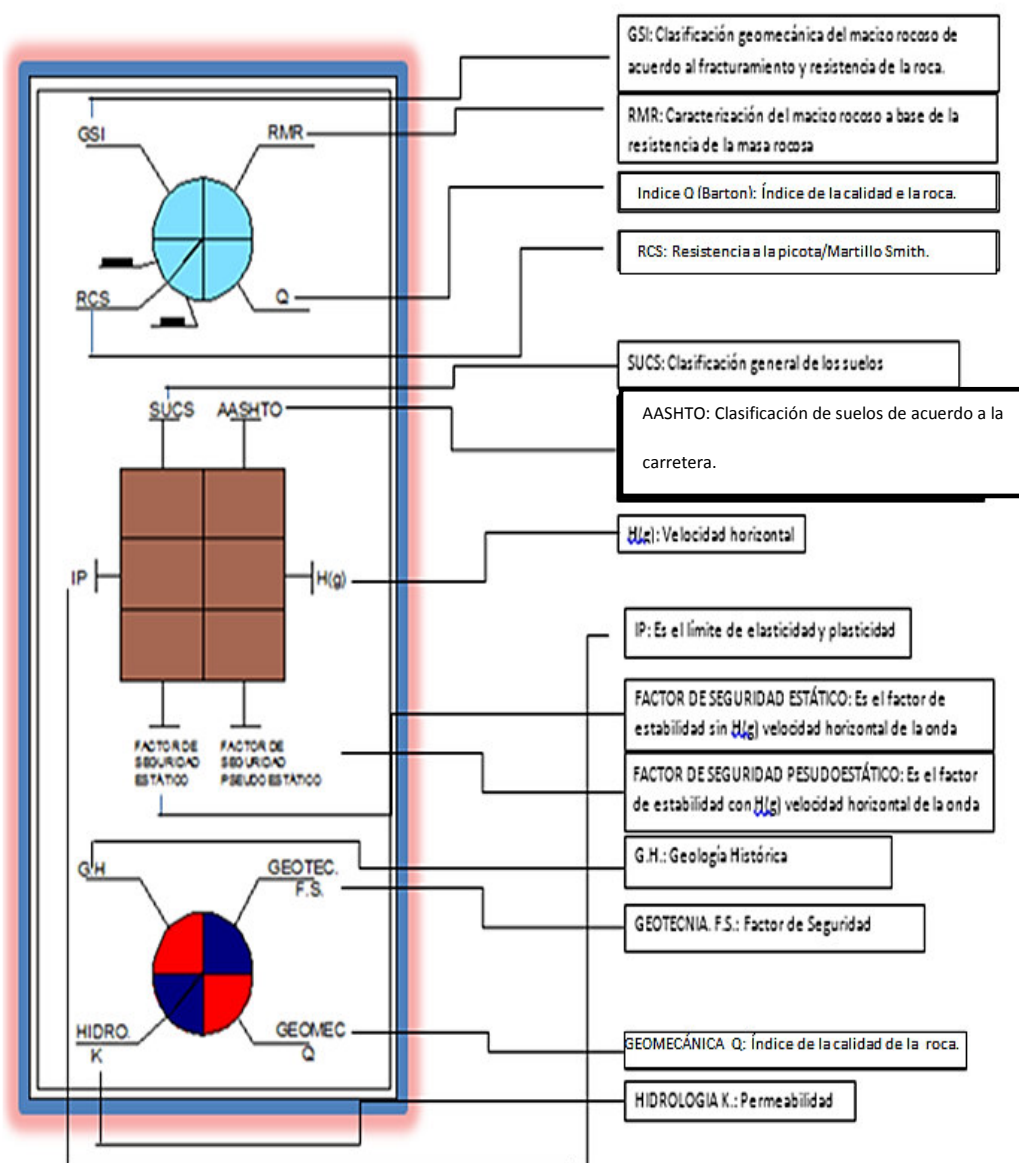 GSI: Clasificación geomecánica del macizo rocoso de
acuerdo al fracturamiento y resistencia de la roca.
RMR: Caracterización del macizo rocoso a base de la
resistencia de la masa rocosa
Indice Q (Barton): Índice de la calidad e la roca.
RCS: Resistencia a la picota/Martillo Smith.
GSI
RMR
RCS
Q
SUCS: Clasificación general de los suelos
AASHTO: Clasificación de suelos de acuerdo a la
carretera.
SUCS
AASHTO
H(g): Velocidad horizontal
IP
H(g)
IP: Es el límite de elasticidad y plasticidad
FACTOR DE SEGURIDAD ESTÁTICO: Es el factor de
estabilidad sin H(g) velocidad horizontal de la onda
FACTOR DE SEGURIDAD PESUDOESTÁTICO: Es el factor
de estabilidad con H(g) velocidad horizontal de la onda
FACTOR DE
SEGURIDAD
ESTÁTICO
FACTOR DE
SEGURIDAD
PSEUDOESTÁTICO
G.H.: Geología Histórica
GEOTECNIA. F.S.: Factor de Seguridad
G.H
GEOTEC.
F.S.
HIDRO.
K
GEOMEC
Q
GEOMECÁNICA Q: Índice de la calidad de la roca.
HIDROLOGIA K.: Permeabilidad